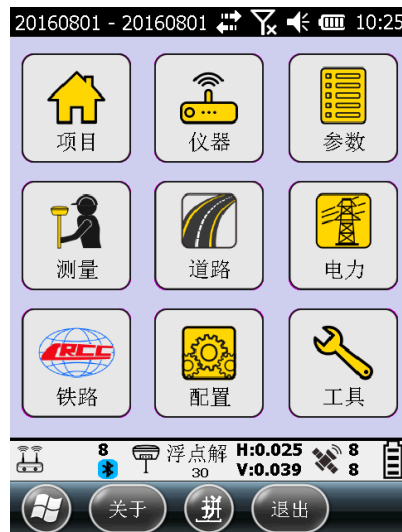 20160801 - 20160801 10:25
项目 仪器 参数
测量 道路 电力
RCC
铁路 配置 工具
8 浮点解 H:0.025 8
30 V:0.039 8
关于 拼 退出